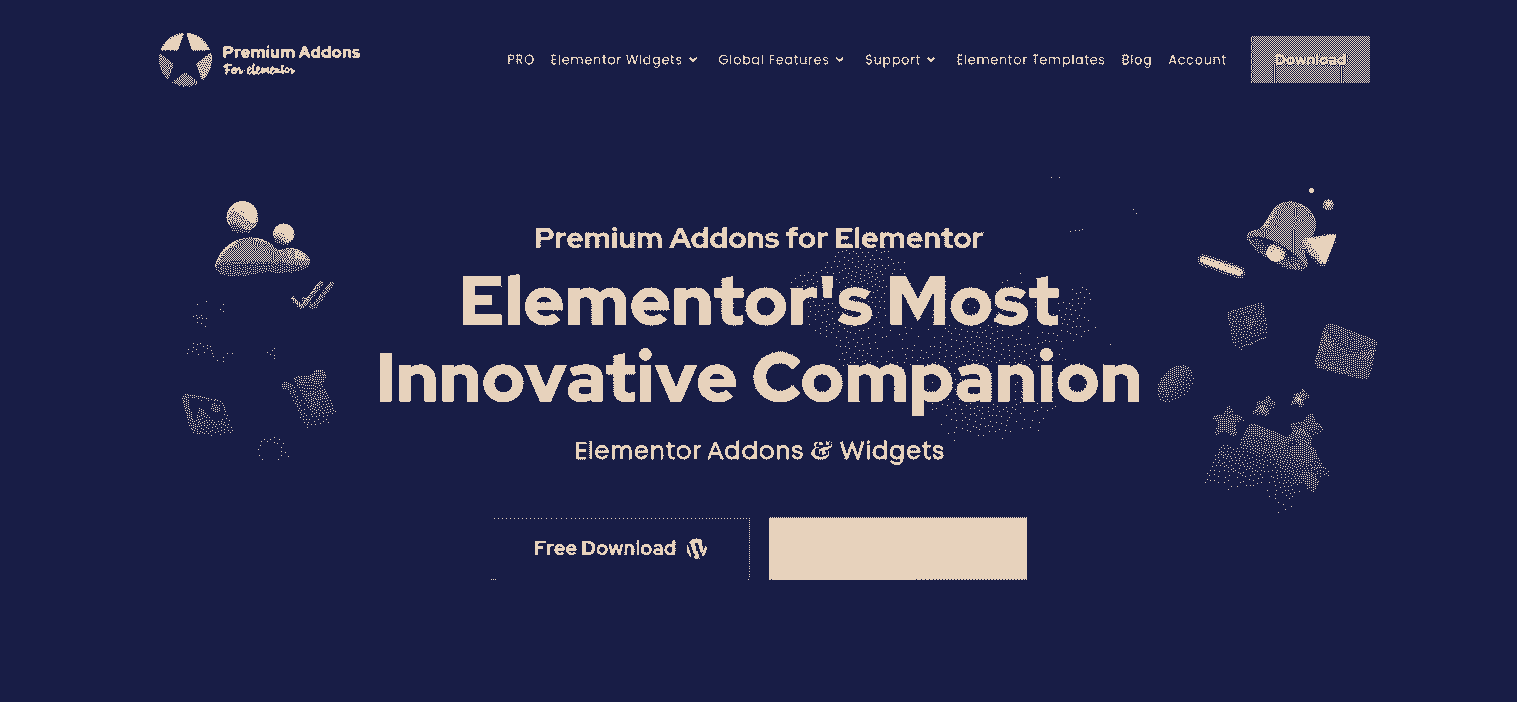 Premium Addons
For elementor
PRO Elementor Widgets Global Features Support Elementor Templates Blog Account Download
Premium Addons for Elementor
Elementor's Most
Innovative Companion
Elementor Addons & Widgets
Free Download